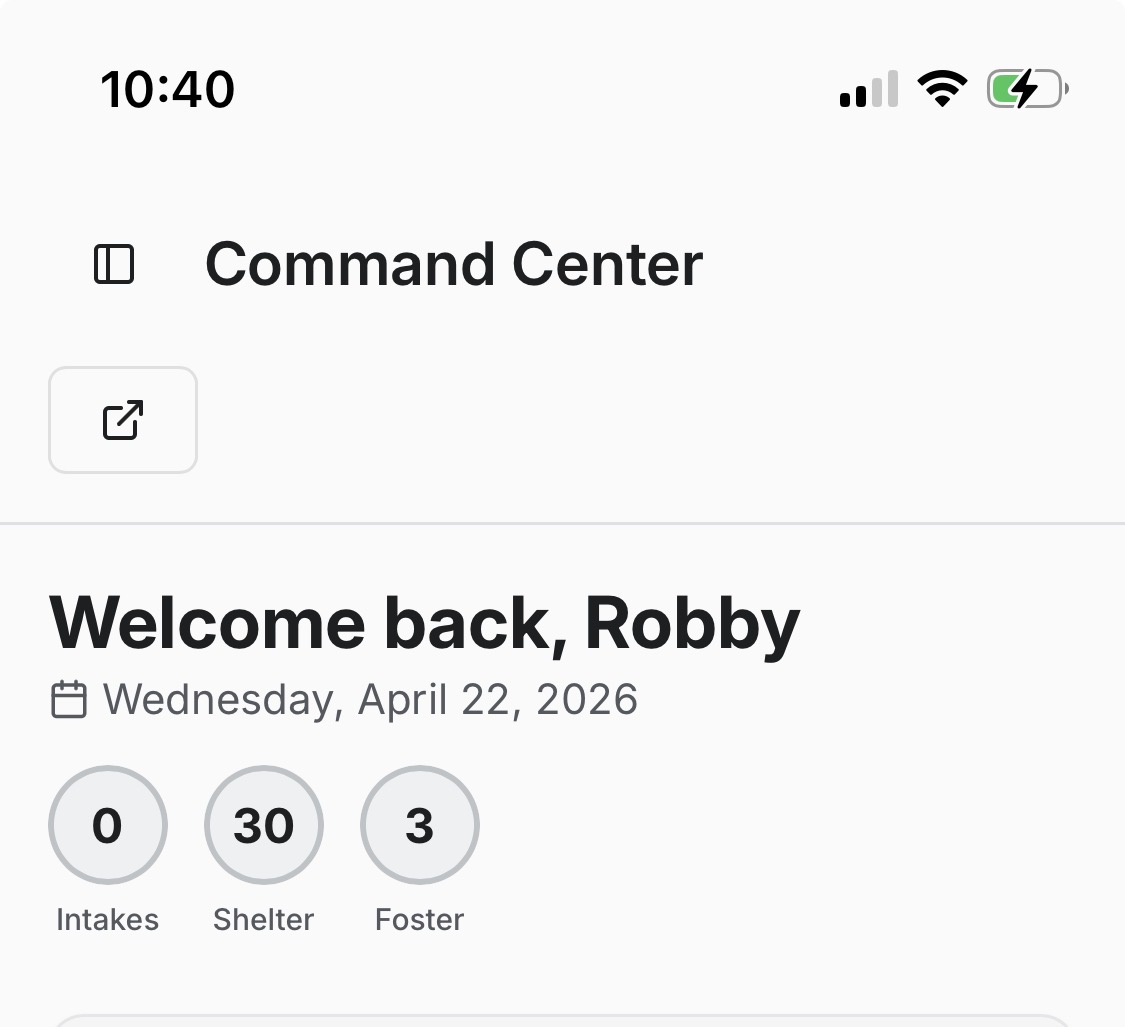 10:40
Command Center
Welcome back, Robby
Wednesday, April 22, 2026
0 30 3
Intakes Shelter Foster